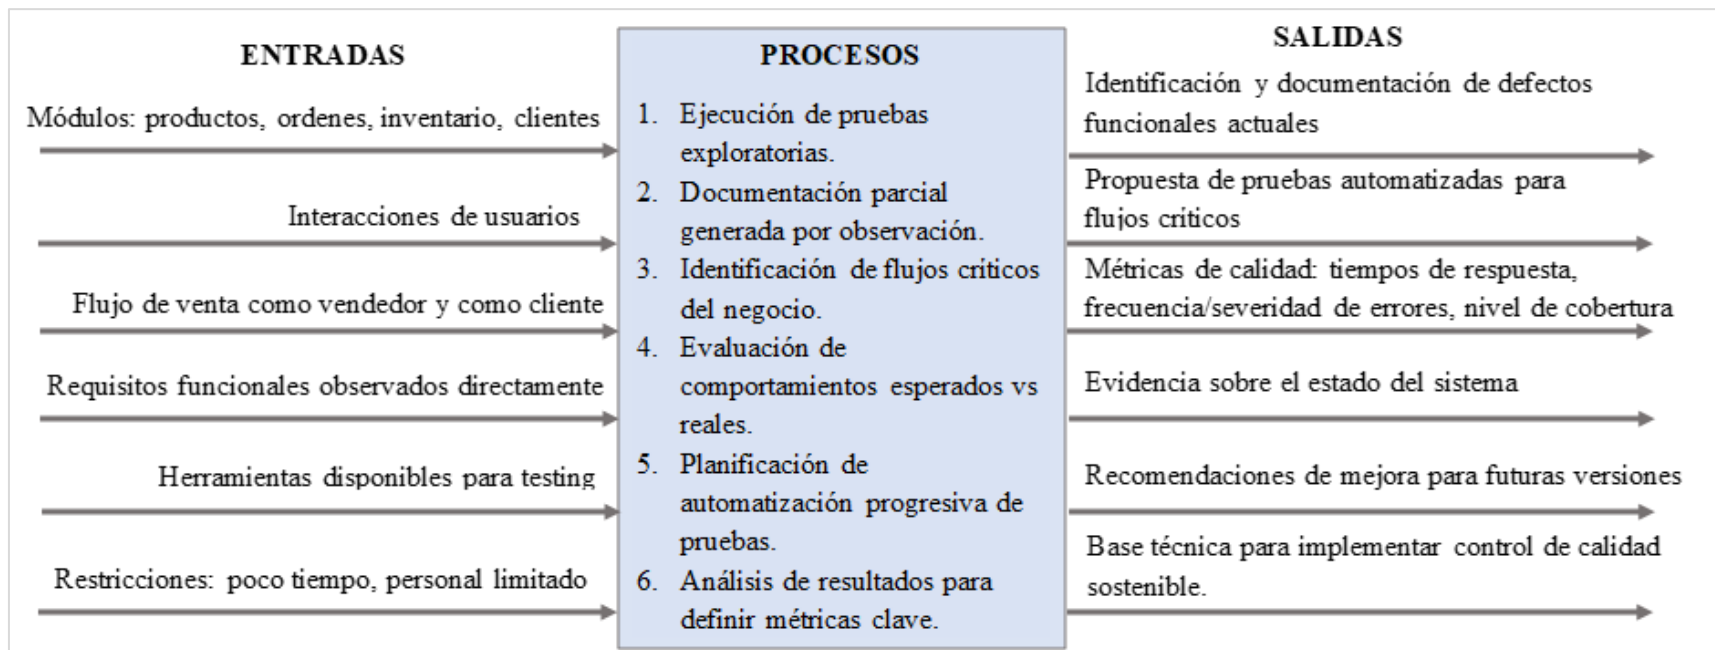 ENTRADAS
Módulos: productos, ordenes, inventario, clientes
Interacciones de usuarios
Flujo de venta como vendedor y como cliente
Requisitos funcionales observados directamente
Herramientas disponibles para testing
Restricciones: poco tiempo, personal limitado
PROCESOS
1. Ejecución de pruebas
exploratorias.
2. Documentación parcial
generada por observación.
3. Identificación de flujos críticos
del negocio.
4. Evaluación de
comportamientos esperados vs
reales.
5. Planificación de
automatización progresiva de
pruebas.
6. Análisis de resultados para
definir métricas clave.
SALIDAS
Identificación y documentación de defectos
funcionales actuales
Propuesta de pruebas automatizadas para
flujos críticos
Métricas de calidad: tiempos de respuesta,
frecuencia/severidad de errores, nivel de cobertura
Evidencia sobre el estado del sistema
Recomendaciones de mejora para futuras versiones
Base técnica para implementar control de calidad
sostenible.